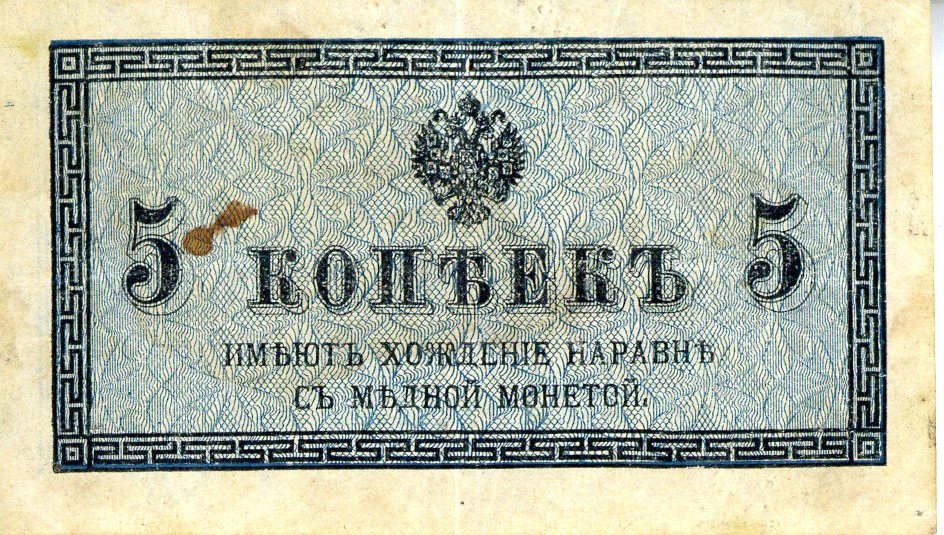 5 КОПѢЕКЪ 5
ИМѢЮТЪ ХОЖДЕНІЕ НАРАВНѢ
СЪ МѢДНОЙ МОНЕТОЙ.